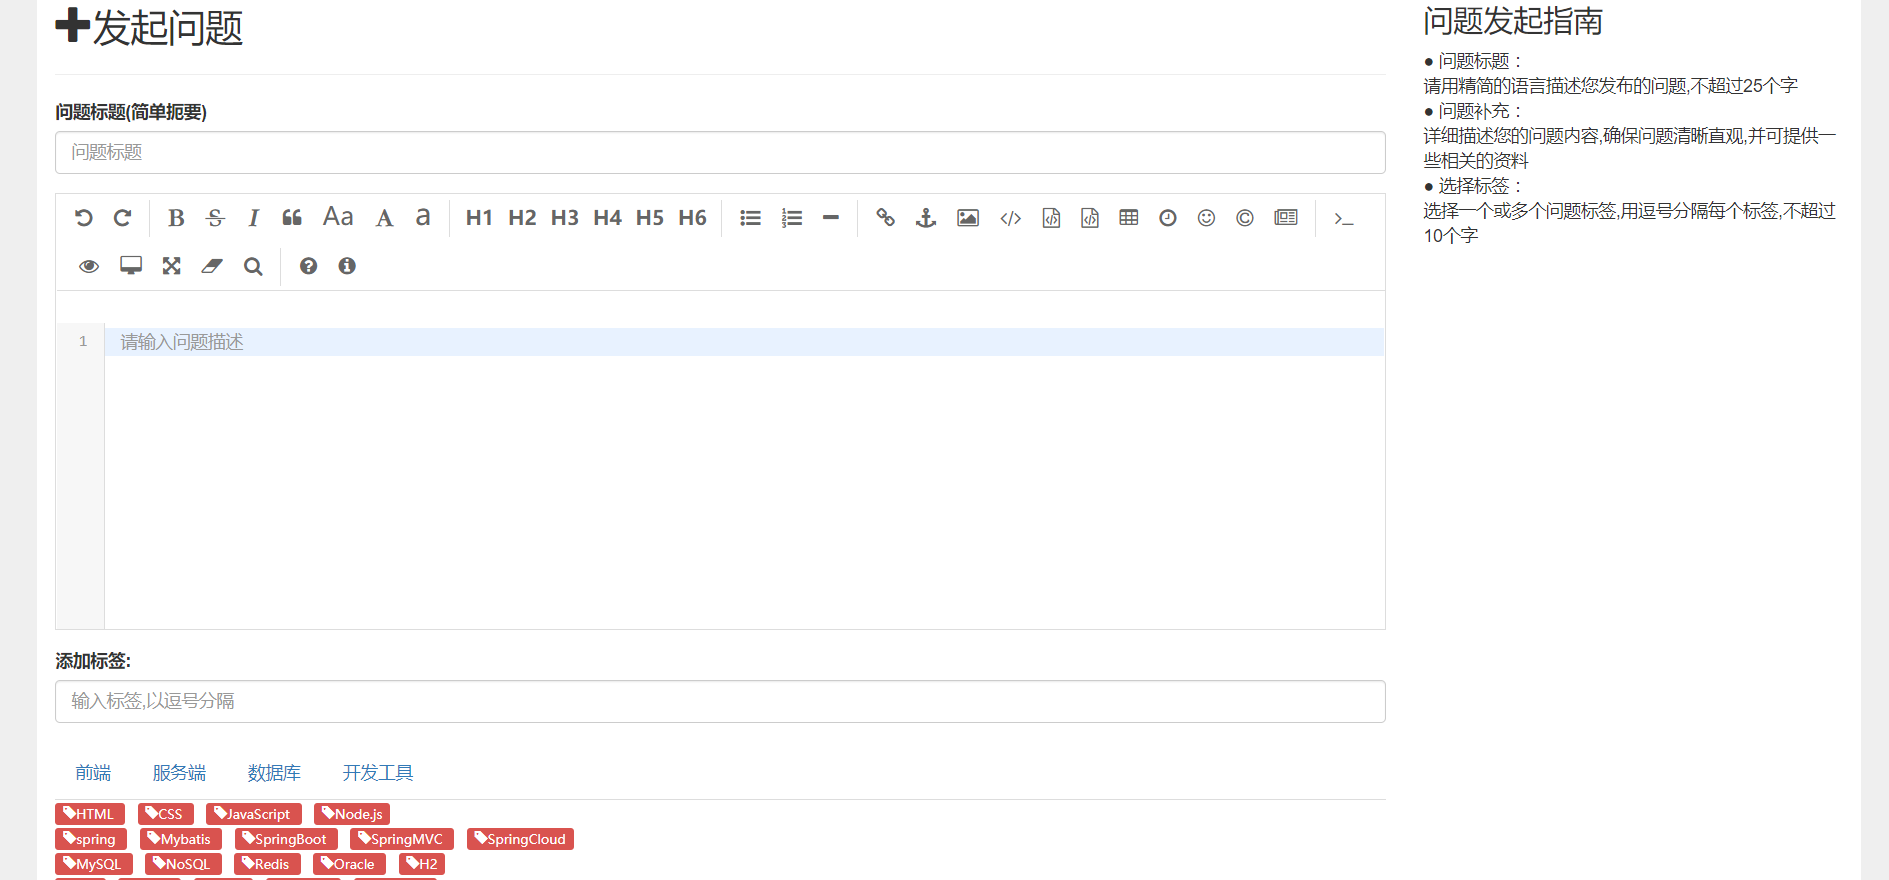 发起问题
问题标题(简单扼要)
问题标题
B S I Aa A a H1 H2 H3 H4 H5 H6
1 请输入问题描述
添加标签:
输入标签,以逗号分隔
前端 服务端 数据库 开发工具
HTML CSS JavaScript Node.js
spring Mybatis SpringBoot SpringMVC SpringCloud
MySQL NoSQL Redis Oracle H2
问题发起指南
● 问题标题：
请用精简的语言描述您发布的问题,不超过25个字
● 问题补充：
详细描述您的问题内容,确保问题清晰直观,并可提供一
些相关的资料
● 选择标签：
选择一个或多个问题标签,用逗号分隔每个标签,不超过
10个字